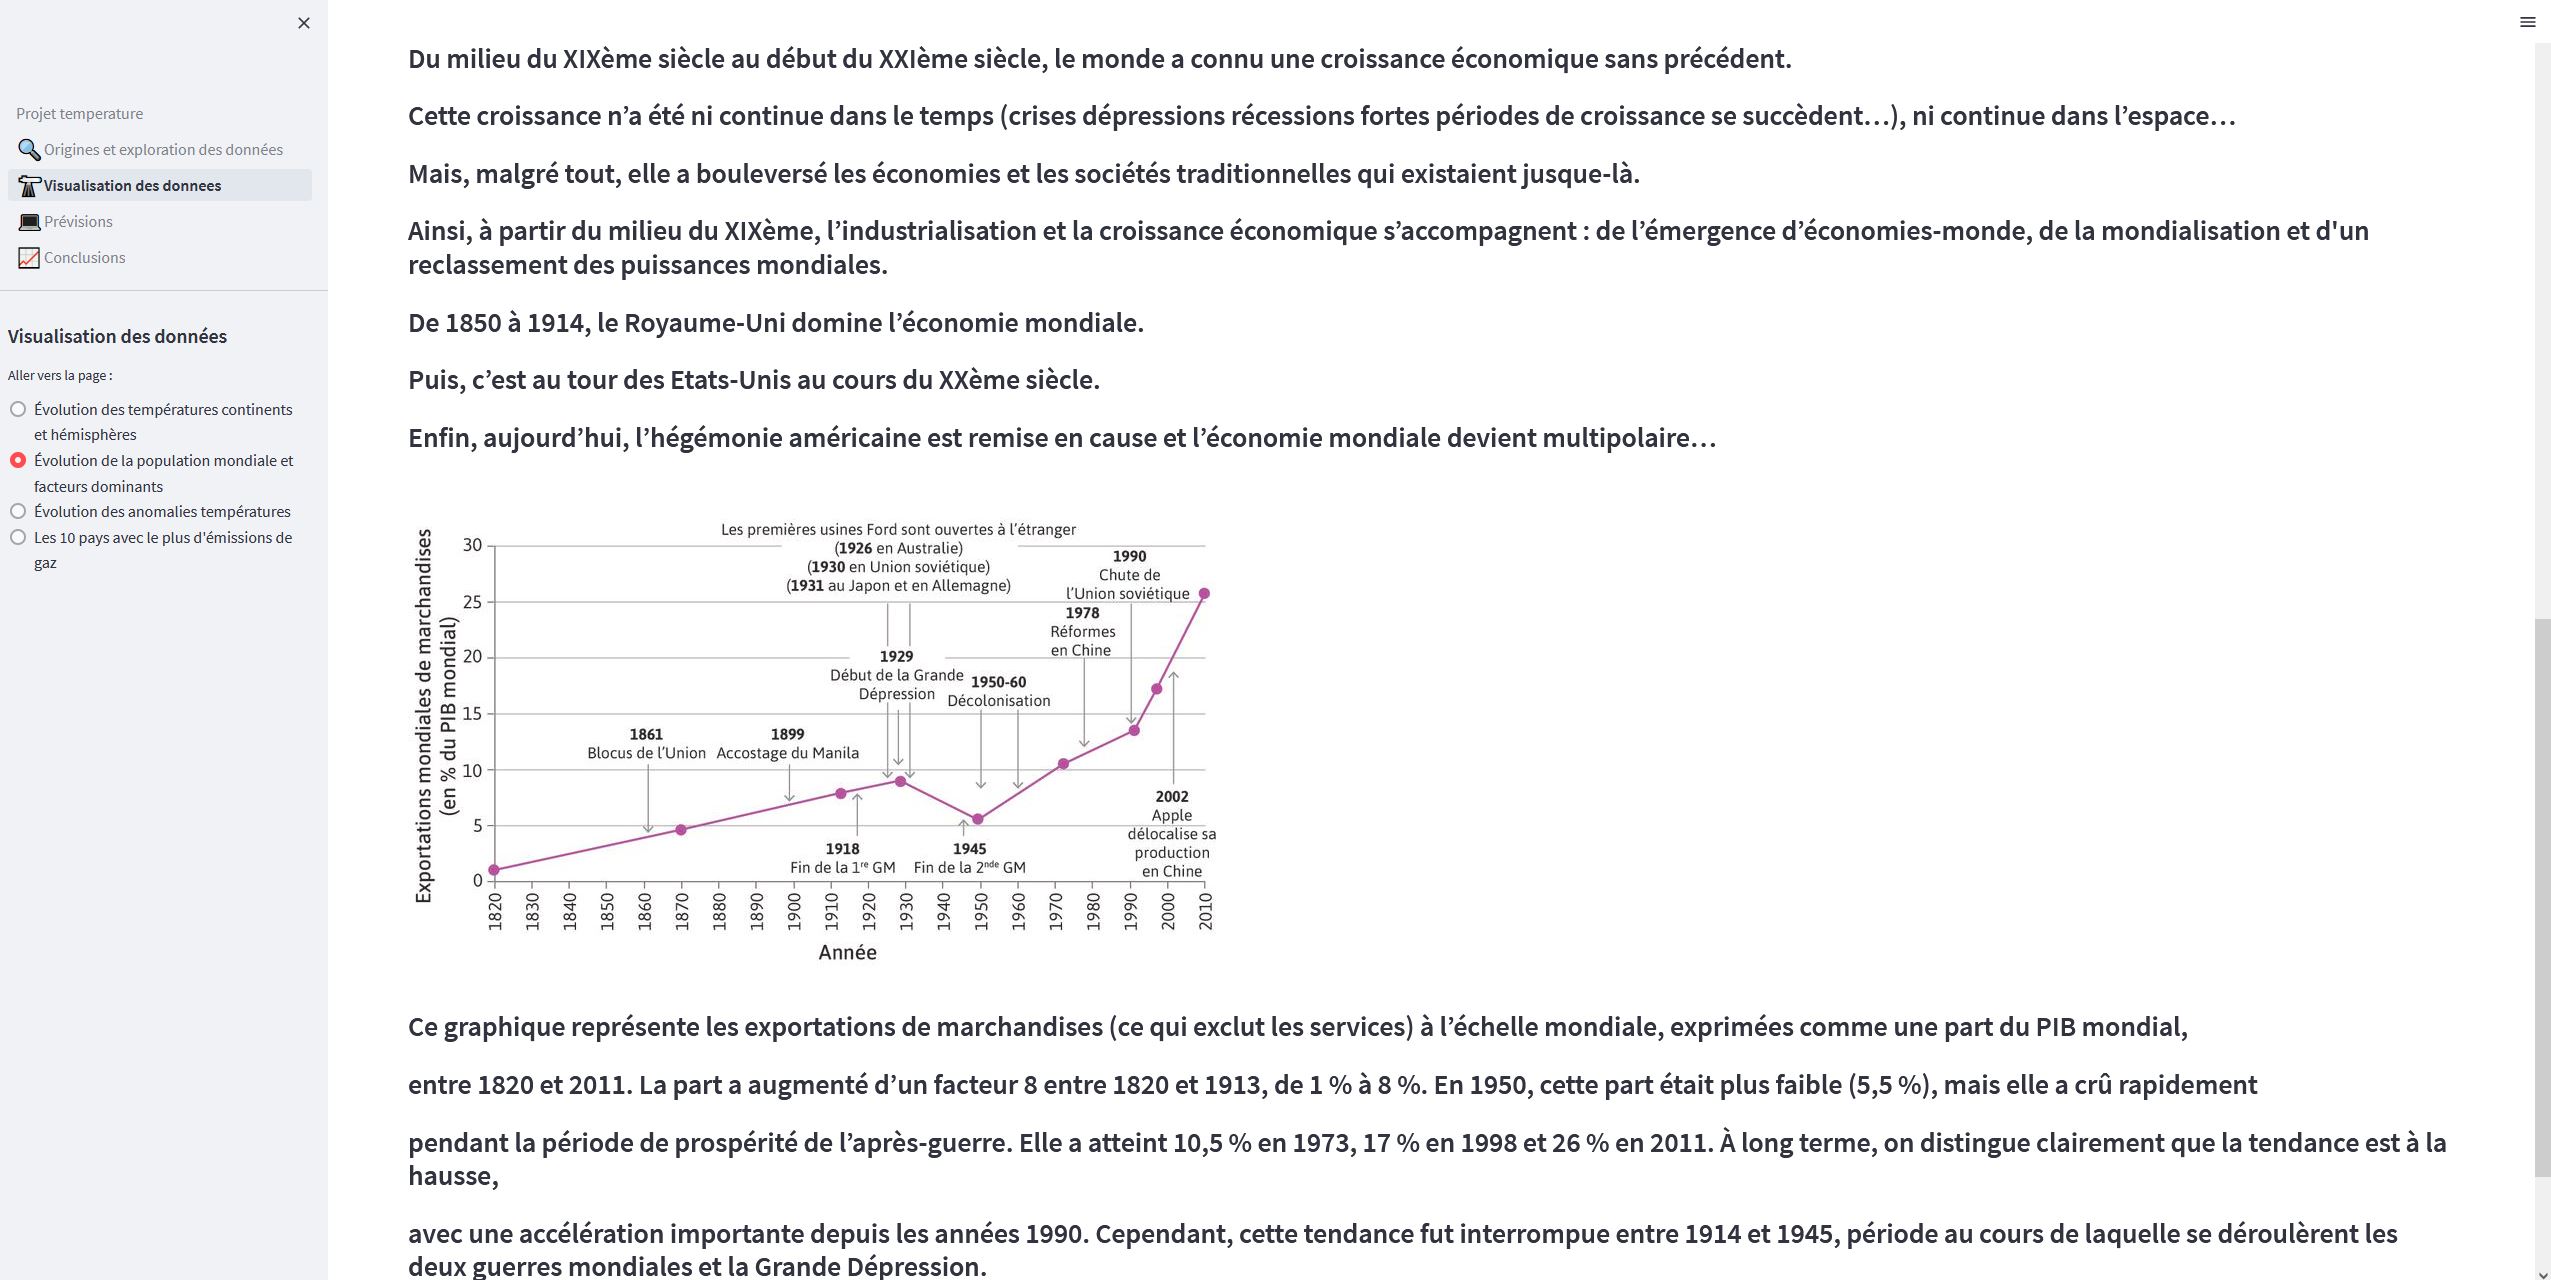 Projet temperature
Origines et exploration des données
Visualisation des donnees
Prévisions
Conclusions
Visualisation des données
Aller vers la page :
Évolution des températures continents
et hémisphères
Évolution de la population mondiale et
facteurs dominants
Évolution des anomalies températures
Les 10 pays avec le plus d'émissions de
gaz
Du milieu du XIXème siècle au début du XXIème siècle, le monde a connu une croissance économique sans précédent.
Cette croissance n’a été ni continue dans le temps (crises dépressions récessions fortes périodes de croissance se succèdent…), ni continue dans l’espace…
Mais, malgré tout, elle a bouleversé les économies et les sociétés traditionnelles qui existaient jusque-là.
Ainsi, à partir du milieu du XIXème, l’industrialisation et la croissance économique s’accompagnent : de l’émergence d’économies-monde, de la mondialisation et d'un
reclassement des puissances mondiales.
De 1850 à 1914, le Royaume-Uni domine l’économie mondiale.
Puis, c’est au tour des Etats-Unis au cours du XXème siècle.
Enfin, aujourd’hui, l’hégémonie américaine est remise en cause et l’économie mondiale devient multipolaire…
Exportations mondiales de marchandises
(en % du PIB mondial)
30
25
20
15
10
5
0
Les premières usines Ford sont ouvertes à l’étranger
(1926 en Australie)
(1930 en Union soviétique)
(1931 au Japon et en Allemagne)
1990
Chute de
l’Union soviétique
1978
Réformes
en Chine
1929
Début de la Grande
Dépression
1950-60
Décolonisation
1861
Blocus de l’Union
1899
Accostage du Manila
1918
Fin de la 1re GM
1945
Fin de la 2nde GM
2002
Apple
délocalise sa
production
en Chine
1820 1830 1840 1850 1860 1870 1880 1890 1900 1910 1920 1930 1940 1950 1960 1970 1980 1990 2000 2010
Année
Ce graphique représente les exportations de marchandises (ce qui exclut les services) à l’échelle mondiale, exprimées comme une part du PIB mondial,
entre 1820 et 2011. La part a augmenté d’un facteur 8 entre 1820 et 1913, de 1 % à 8 %. En 1950, cette part était plus faible (5,5 %), mais elle a crû rapidement
pendant la période de prospérité de l’après-guerre. Elle a atteint 10,5 % en 1973, 17 % en 1998 et 26 % en 2011. À long terme, on distingue clairement que la tendance est à la
hausse,
avec une accélération importante depuis les années 1990. Cependant, cette tendance fut interrompue entre 1914 et 1945, période au cours de laquelle se déroulèrent les
deux guerres mondiales et la Grande Dépression.